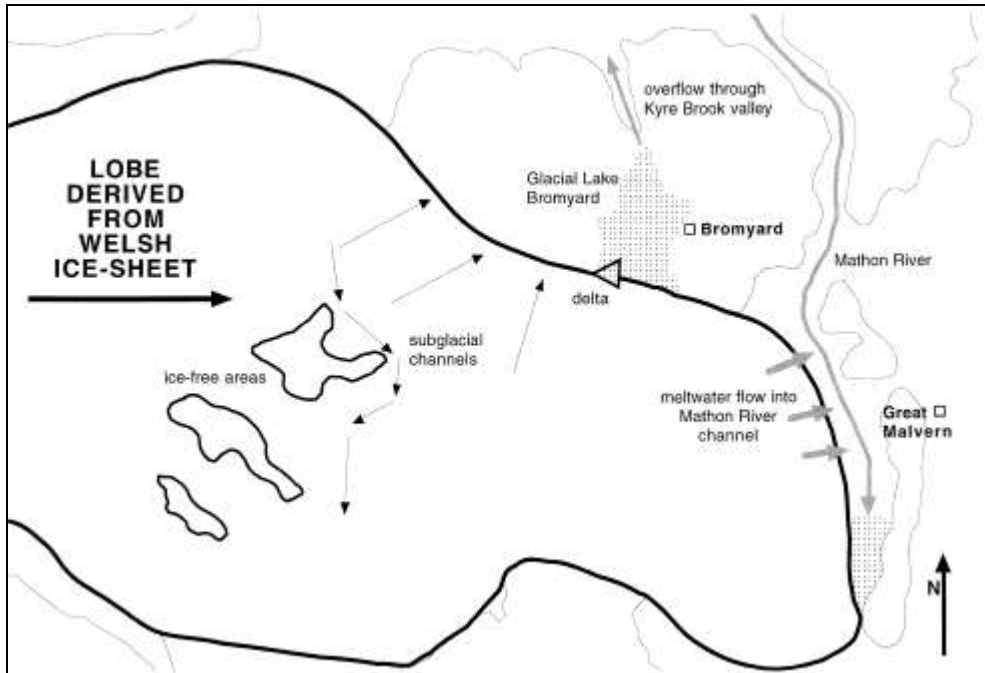 overflow through
Kyre Brook valley
LOBE
DERIVED
FROM
WELSH
ICE-SHEET
Glacial Lake
Bromyard
Bromyard
Mathon River
delta
subglacial
channels
ice-free areas
meltwater flow into
Mathon River
channel
Great
Malvern
N